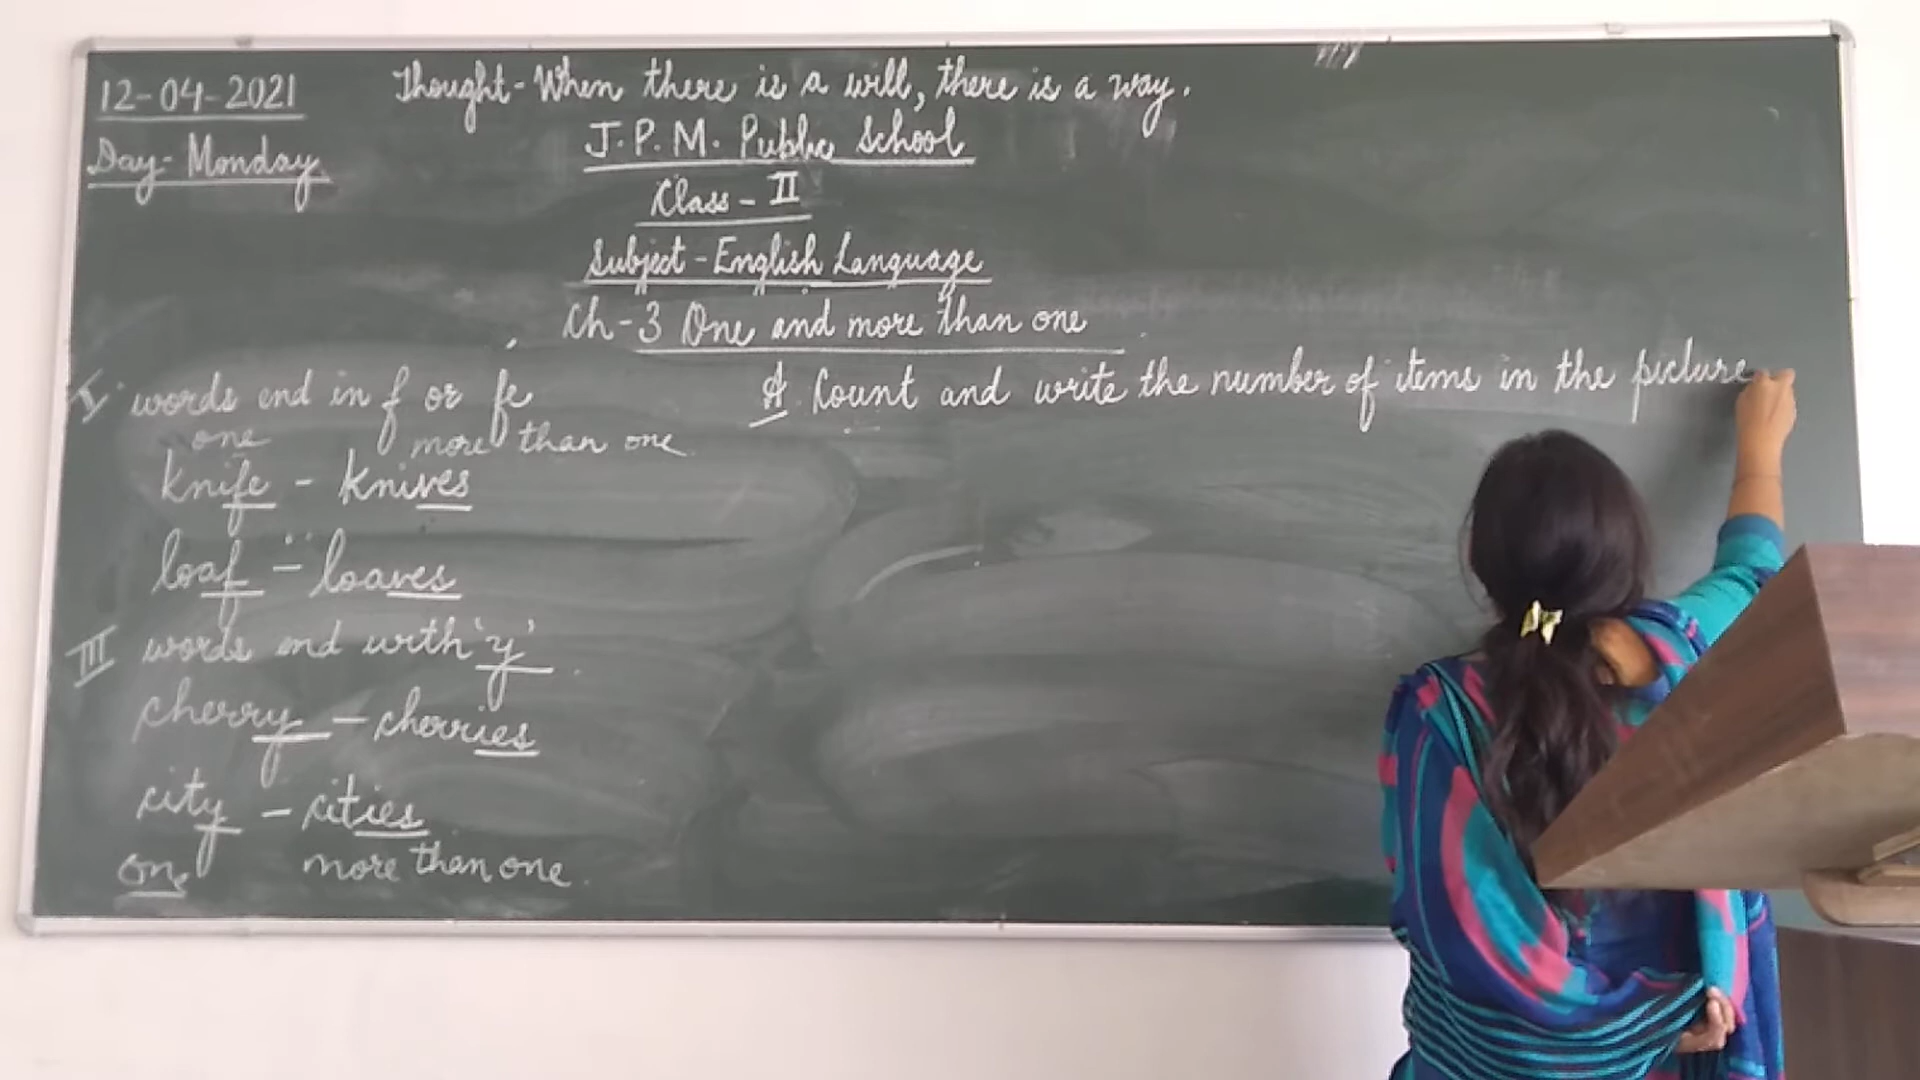 12-04-2021
Day- Monday
Thought- When there is a will, there is a way.
J.P.M. Public School
Class - II
Subject - English Language
Ch-3 One and more than one
I words end in f or fe
one more than one
knife - knives
loaf - loaves
III words end with 'y'
cherry - cherries
city - cities
one more than one.
A Count and write the number of items in the picture